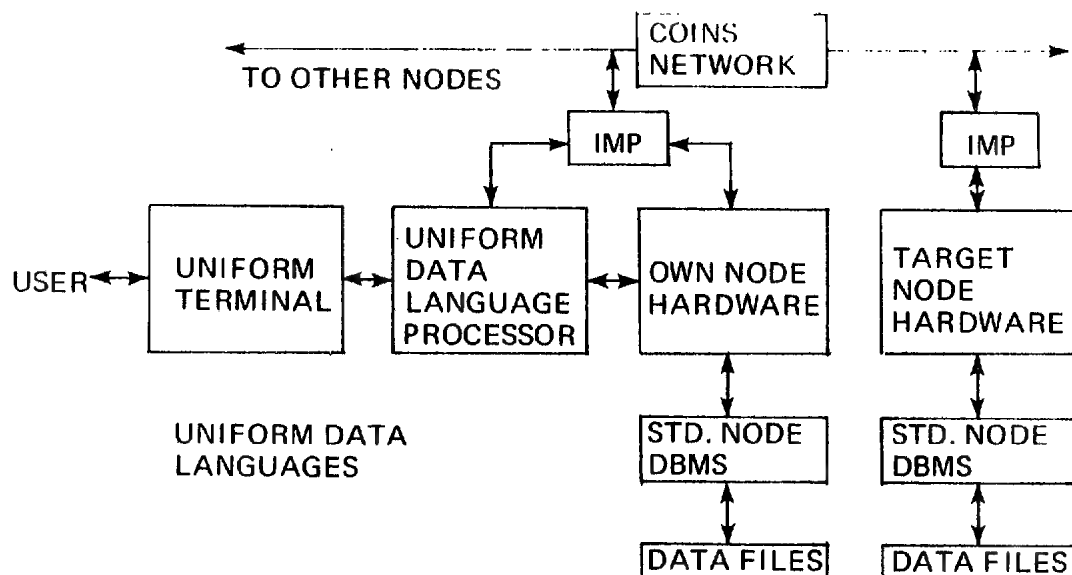 COINS
NETWORK
TO OTHER NODES
IMP
IMP
USER
UNIFORM
TERMINAL
UNIFORM
DATA
LANGUAGE
PROCESSOR
OWN NODE
HARDWARE
TARGET
NODE
HARDWARE
UNIFORM DATA
LANGUAGES
STD. NODE
DBMS
STD. NODE
DBMS
DATA FILES
DATA FILES